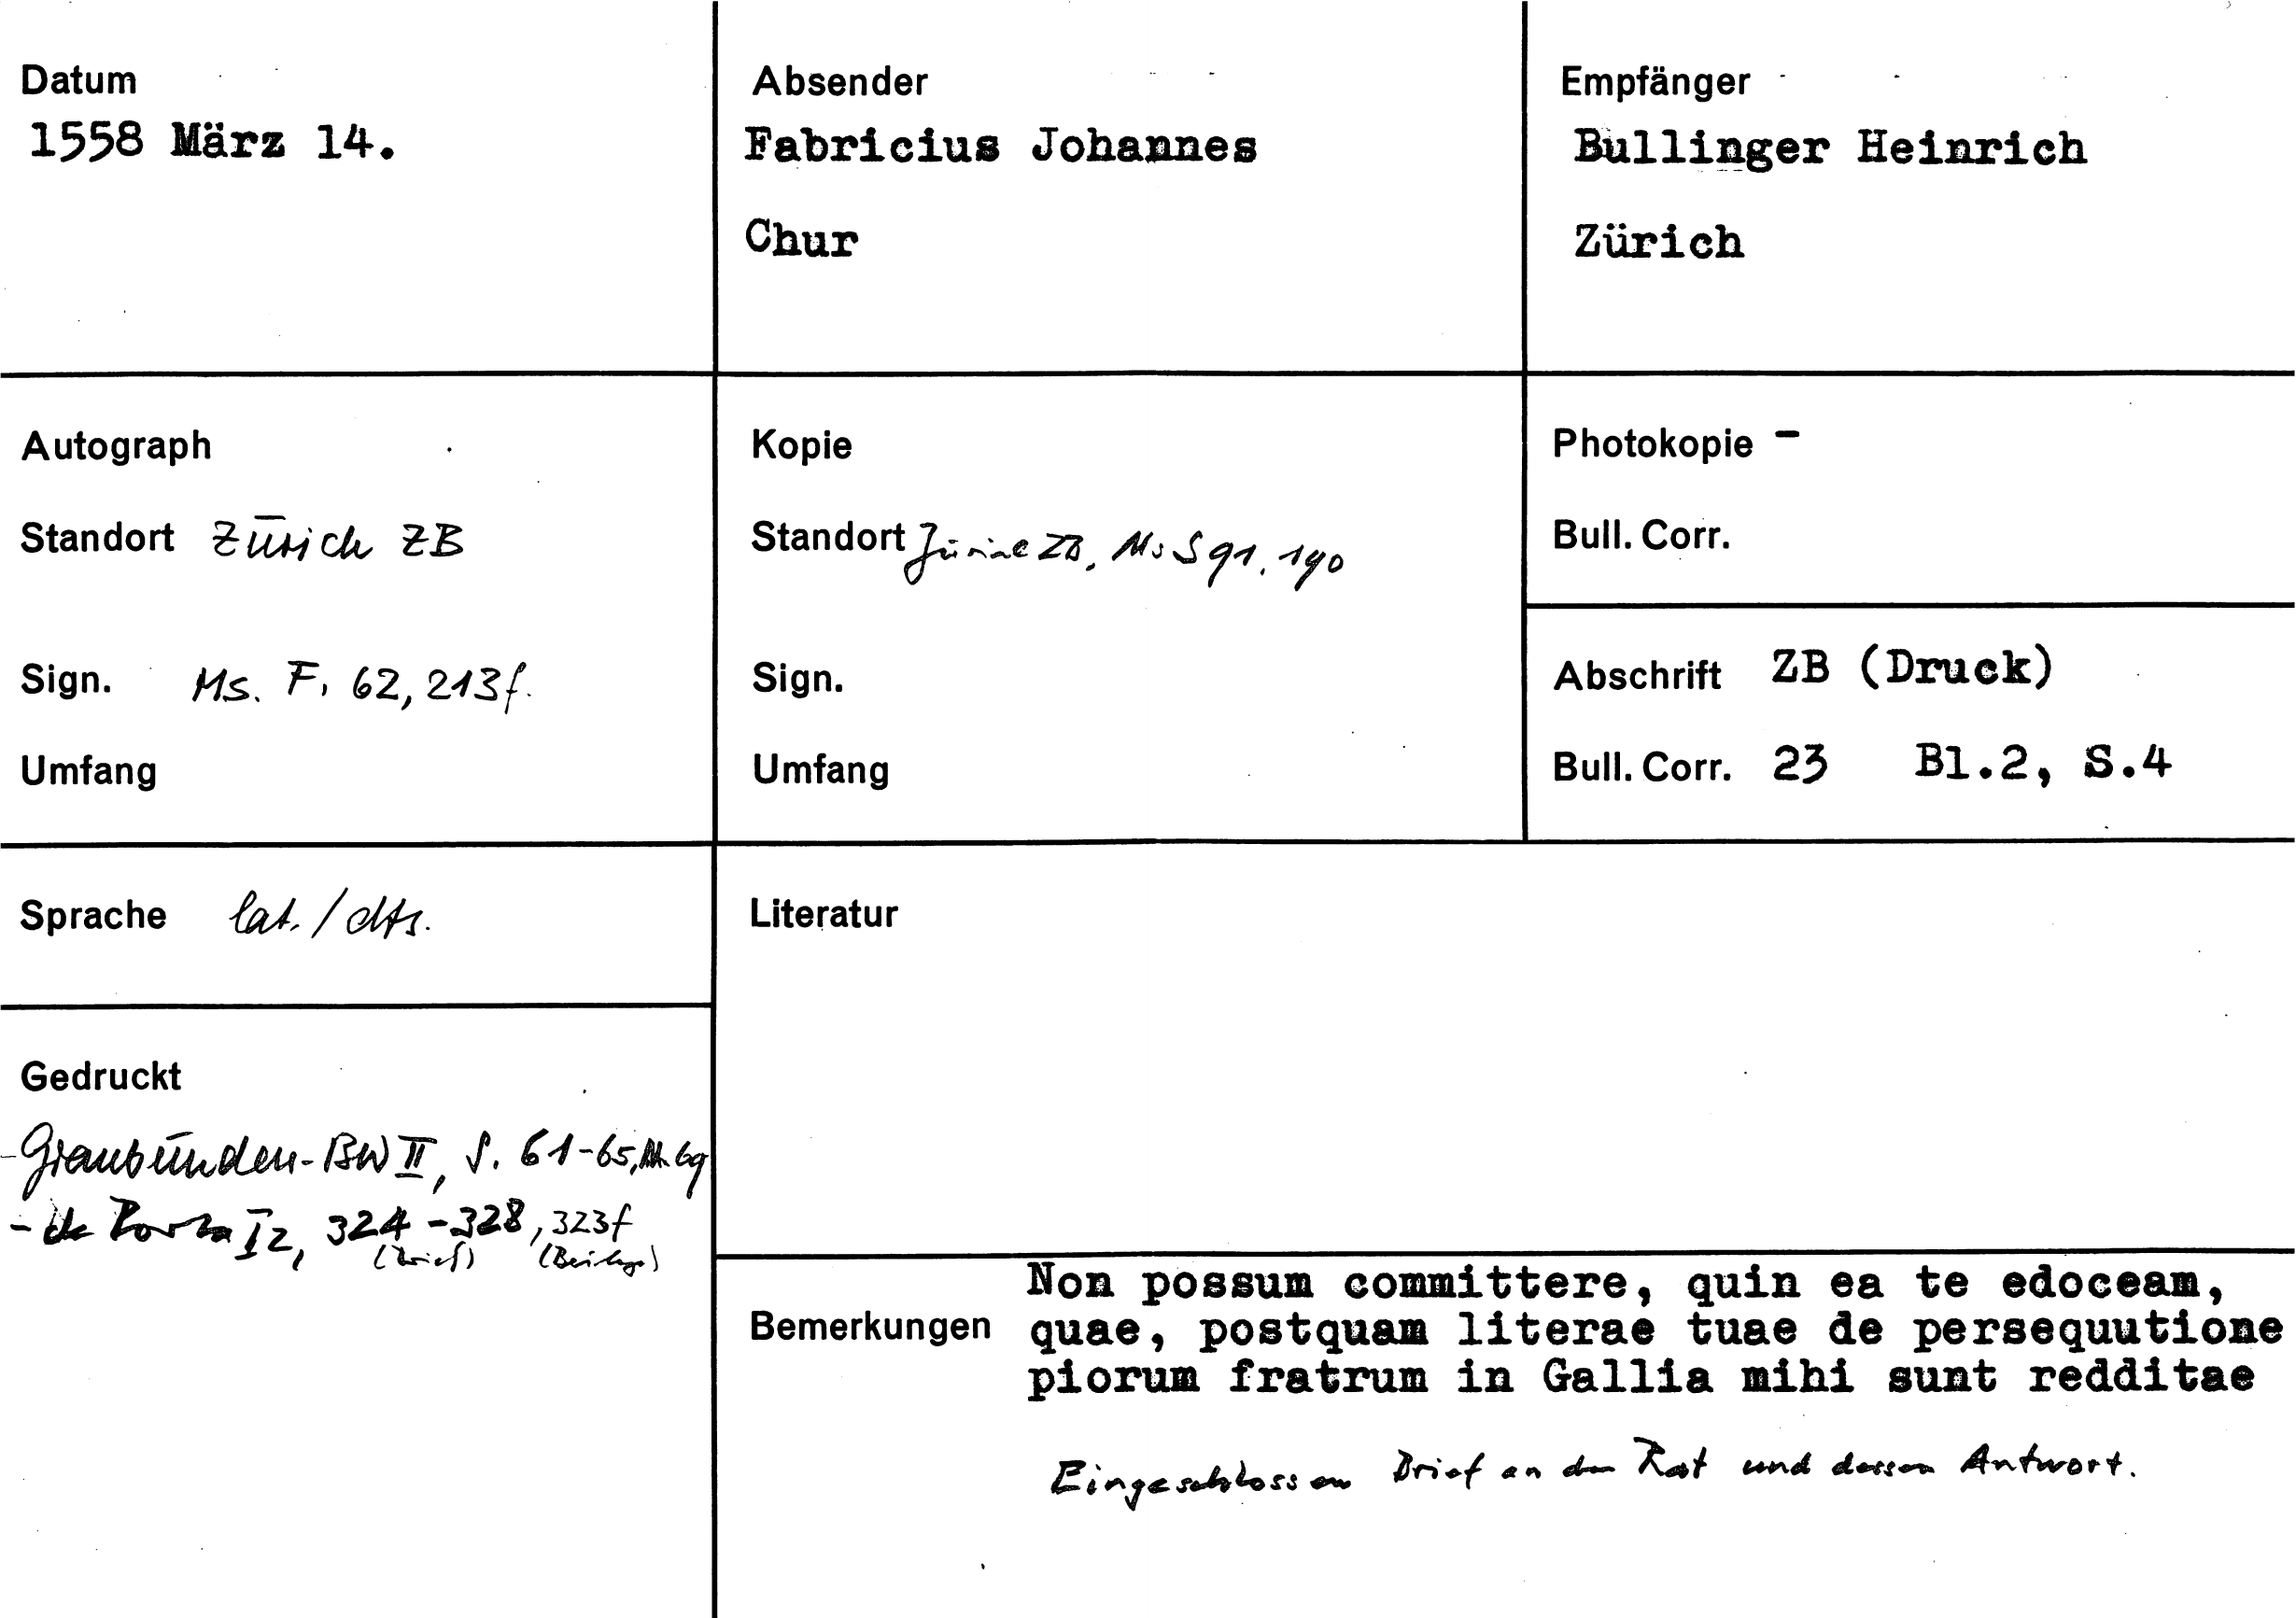 Datum
1558 März 14.
Absender
Fabricius Johannes
Chur
Empfänger
Bullinger Heinrich
Zürich
Autograph
Standort Zürich ZB
Sign. Ms. F. 62, 213f.
Umfang
Kopie
Standort Zürich ZB, Ms S 91, 190
Sign.
Umfang
Photokopie -
Bull. Corr.
Abschrift ZB (Druck)
Bull. Corr. 23 Bl.2, S.4
Sprache lat./dts.
Literatur
Gedruckt
- Graubünden-BW II, S. 61-65, 69
- de Porta I 2, 324-328, 323f
(Brief) (Beilage)
Bemerkungen
Non possum committere, quin ea te edoceam,
quae, postquam literae tuae de persequutione
piorum fratrum in Gallia mihi sunt redditae
Eingeschlossen Brief an den Rat und dessen Antwort.